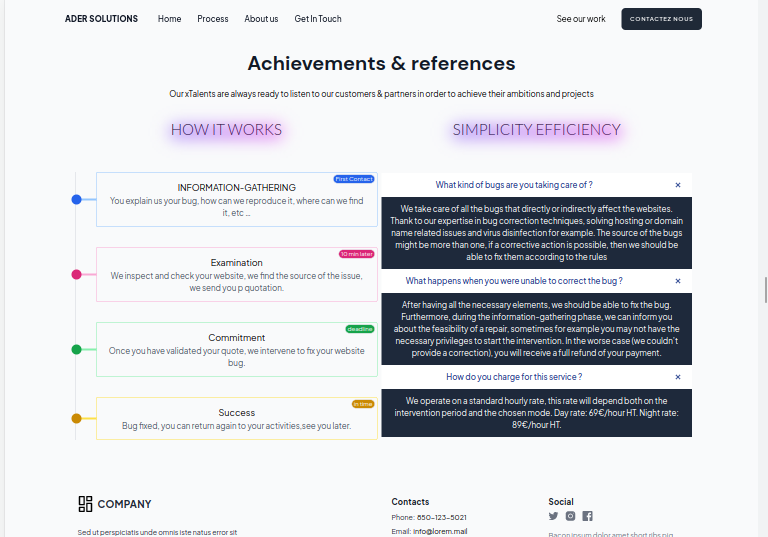 ADER SOLUTIONS Home Process About us Get In Touch See our work CONTACTEZ NOUS
Achievements & references
Our xTalents are always ready to listen to our customers & partners in order to achieve their ambitions and projects
HOW IT WORKS
First Contact
INFORMATION-GATHERING
You explain us your bug, how can we reproduce it, where can we find
it, etc ...
10 min later
Examination
We inspect and check your website, we find the source of the issue,
we send you p quotation.
deadline
Commitment
Once you have validated your quote, we intervene to fix your website
bug.
in time
Success
Bug fixed, you can return again to your activities,see you later.
SIMPLICITY EFFICIENCY
What kind of bugs are you taking care of ? ×
We take care of all the bugs that directly or indirectly affect the websites.
Thank to our expertise in bug correction techniques, solving hosting or domain
name related issues and virus disinfection for example. The source of the bugs
might be more than one, if a corrective action is possible, then we should be
able to fix them according to the rules
What happens when you were unable to correct the bug ? ×
After having all the necessary elements, we should be able to fix the bug.
Furthermore, during the information-gathering phase, we can inform you
about the feasibility of a repair, sometimes for example you may not have the
necessary privileges to start the intervention. In the worse case (we couldn't
provide a correction), you will receive a full refund of your payment.
How do you charge for this service ? ×
We operate on a standard hourly rate, this rate will depend both on the
intervention period and the chosen mode. Day rate: 69€/hour HT. Night rate:
89€/hour HT.
COMPANY
Sed ut perspiciatis unde omnis iste natus error sit
Contacts
Phone: 850-123-5021
Email: info@lorem.mail
Social
Bacon ipsum dolor amet short ribs pig